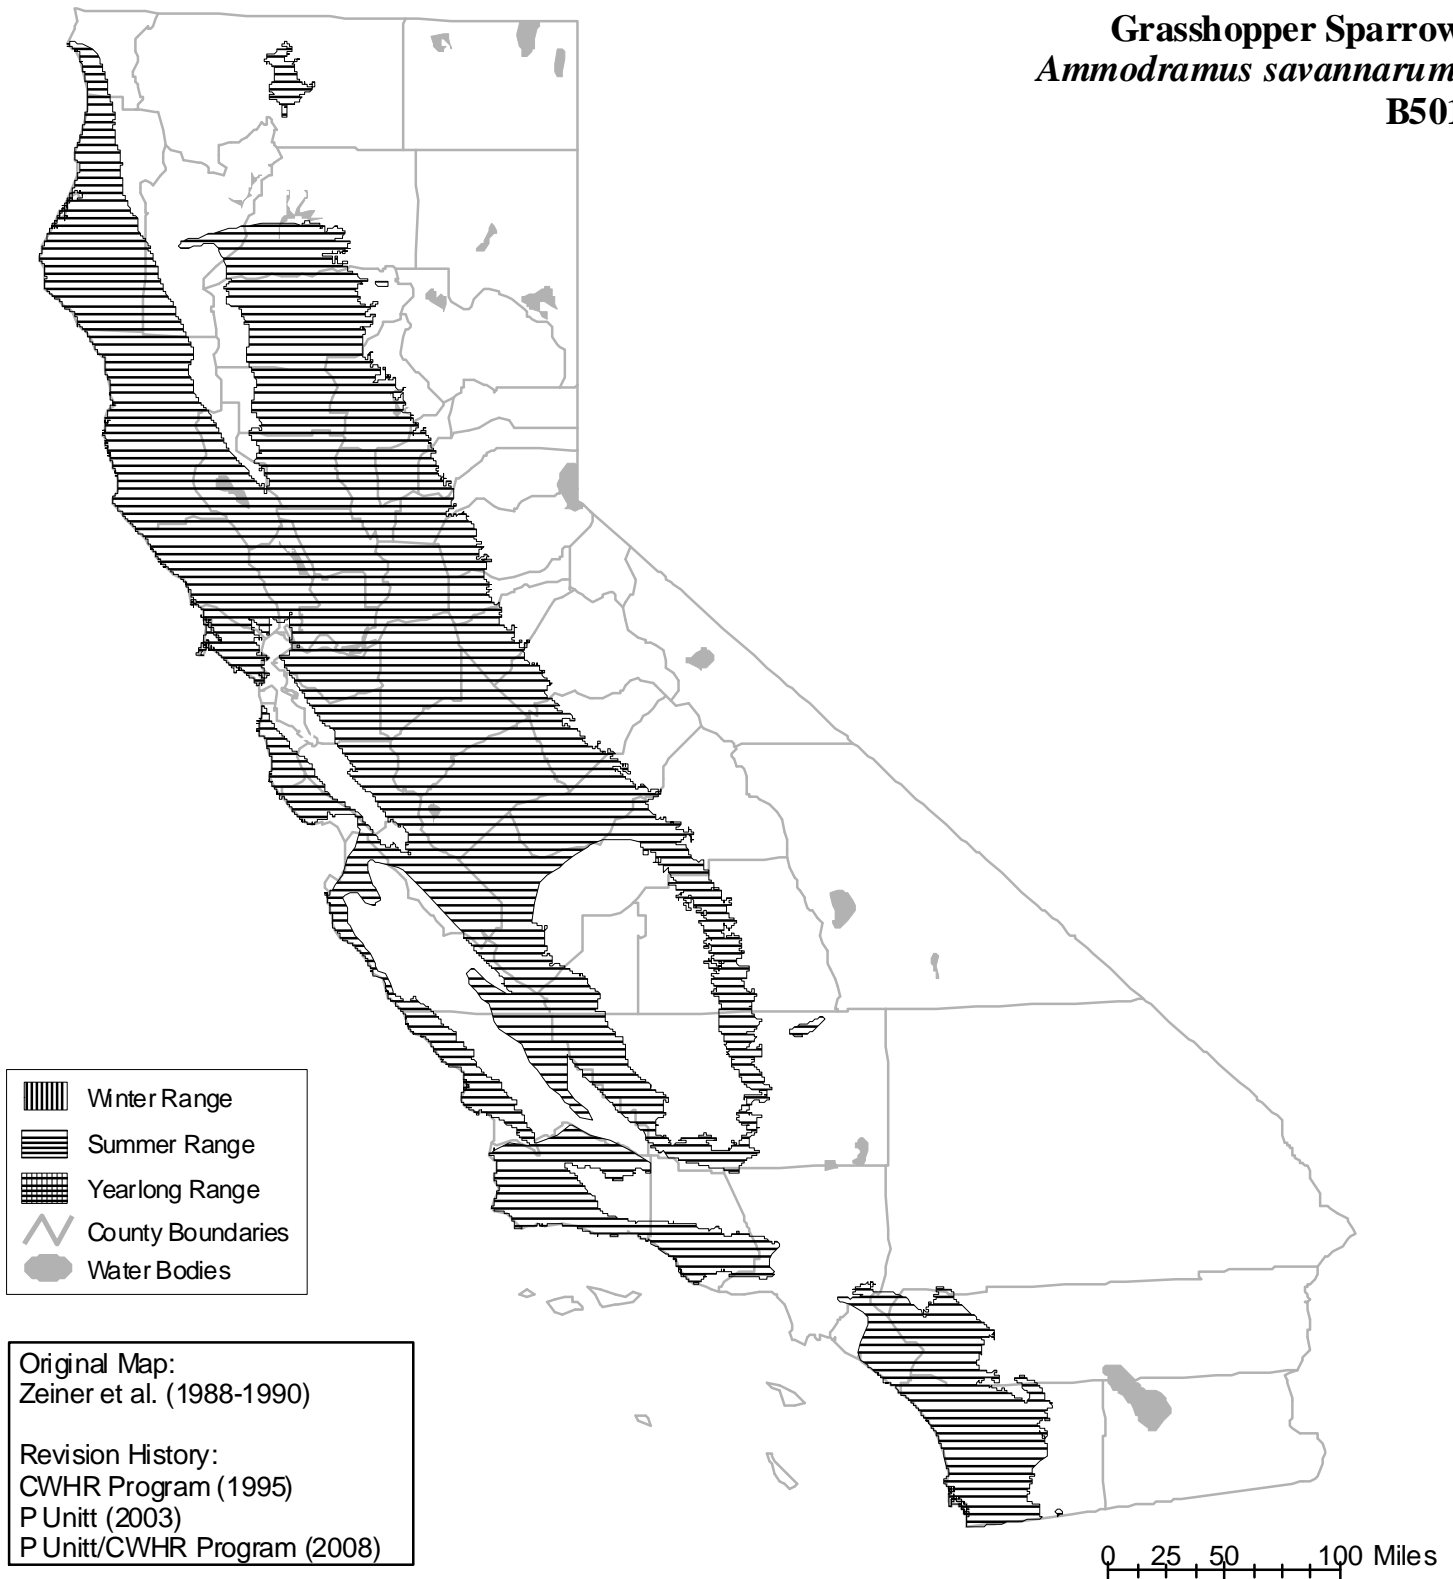 Grasshopper Sparrow
Ammodramus savannarum
B501
Winter Range
Summer Range
Yearlong Range
County Boundaries
Water Bodies
Original Map:
Zeiner et al. (1988-1990)
Revision History:
CWHR Program (1995)
P Unitt (2003)
P Unitt/CWHR Program (2008)
0 25 50 100 Miles